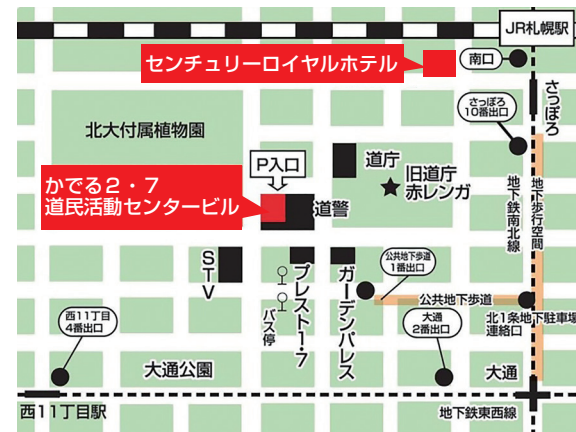 JR札幌駅
センチュリーロイヤルホテル
南口
さっぽろ
さっぽろ
10番出口
北大付属植物園
P入口
道庁
旧道庁
赤レンガ
かでる2・7
道民活動センタービル
道警
地下鉄南北線
地下歩行空間
STV
プレスト1・7
ガーデンパレス
バス停
公共地下歩道
1番出口
公共地下歩道
北1条地下駐車場
連絡口
西11丁目
4番出口
大通
2番出口
大通公園
大通
西11丁目駅
地下鉄東西線